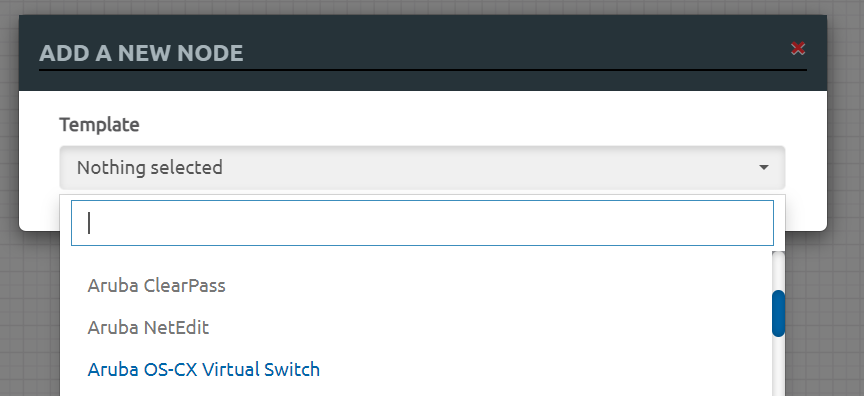 ADD A NEW NODE
Template
Nothing selected
Aruba ClearPass
Aruba NetEdit
Aruba OS-CX Virtual Switch